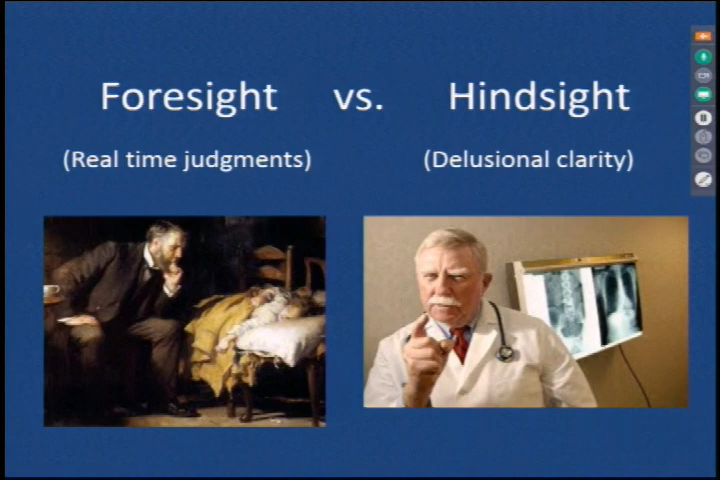 Foresight vs. Hindsight
(Real time judgments) (Delusional clarity)